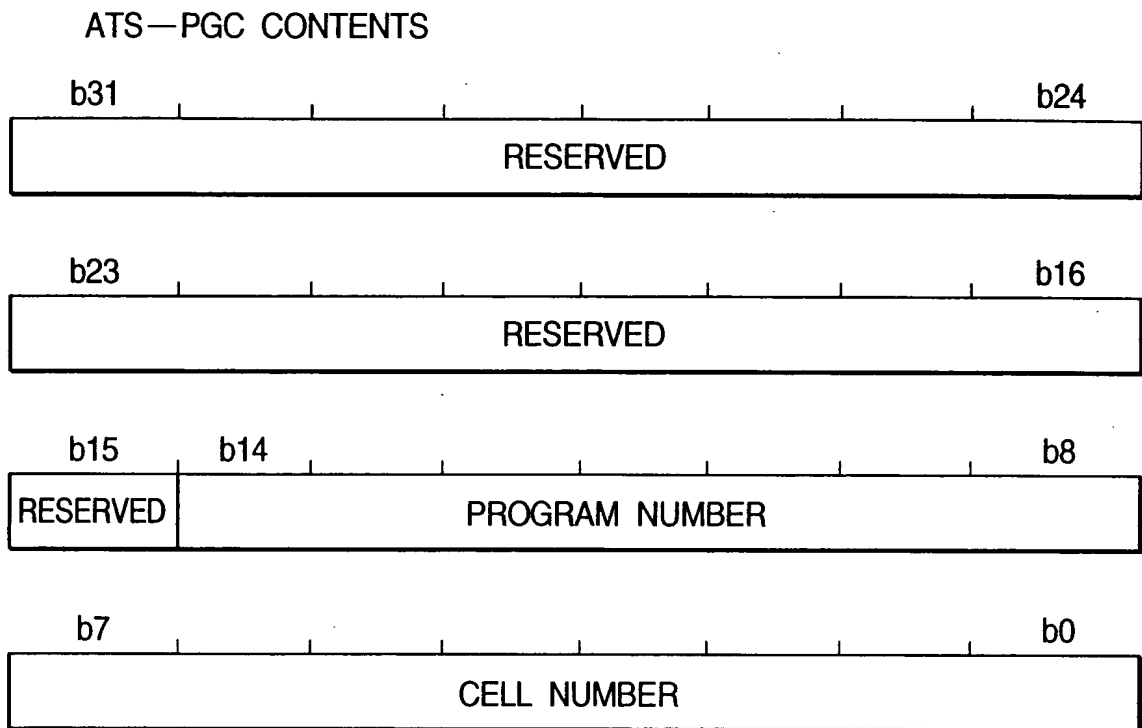 ATS—PGC CONTENTS
b31 b24
RESERVED
b23 b16
RESERVED
b15 b14 b8
RESERVED PROGRAM NUMBER
b7 b0
CELL NUMBER